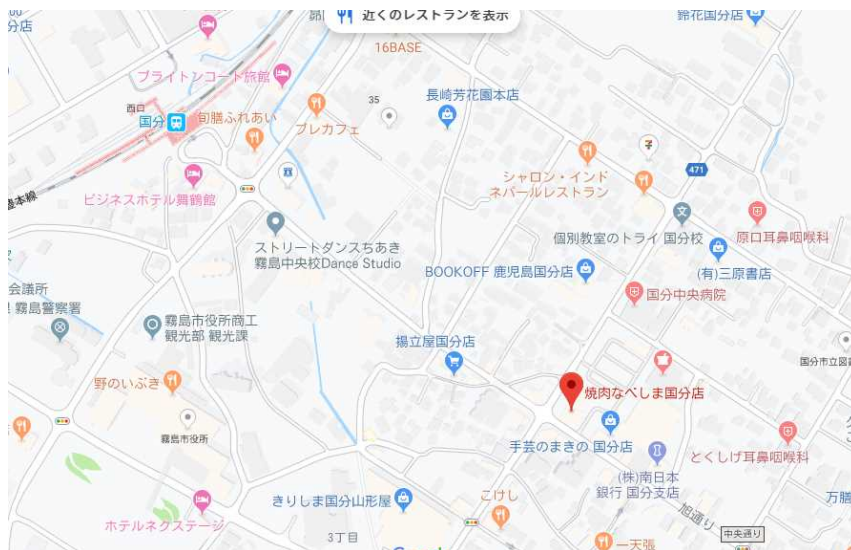 分店
近くのレストランを表示
鈴花国分店
16BASE
ブライトンコート旅館
35
長崎芳花園本店
西口
国分
旬膳ふれあい
ブレカフェ
シャロン・インド
ネパールレストラン
471
ビジネスホテル舞鶴館
個別教室のトライ 国分校
原口耳鼻咽喉科
ストリートダンスちあき
霧島中央校Dance Studio
BOOKOFF 鹿児島国分店
(有)三原書店
会議所
霧島警察署
国分中央病院
霧島市役所商工
観光部 観光課
揚立屋国分店
野のいぶき
焼肉なべしま国分店
霧島市役所
手芸のまきの 国分店
とくしげ耳鼻咽喉科
(株)南日本
銀行 国分支店
きりしま国分山形屋
こけし
万膳
ホテルネクステージ
旭通り
中央通り
3丁目
一天張